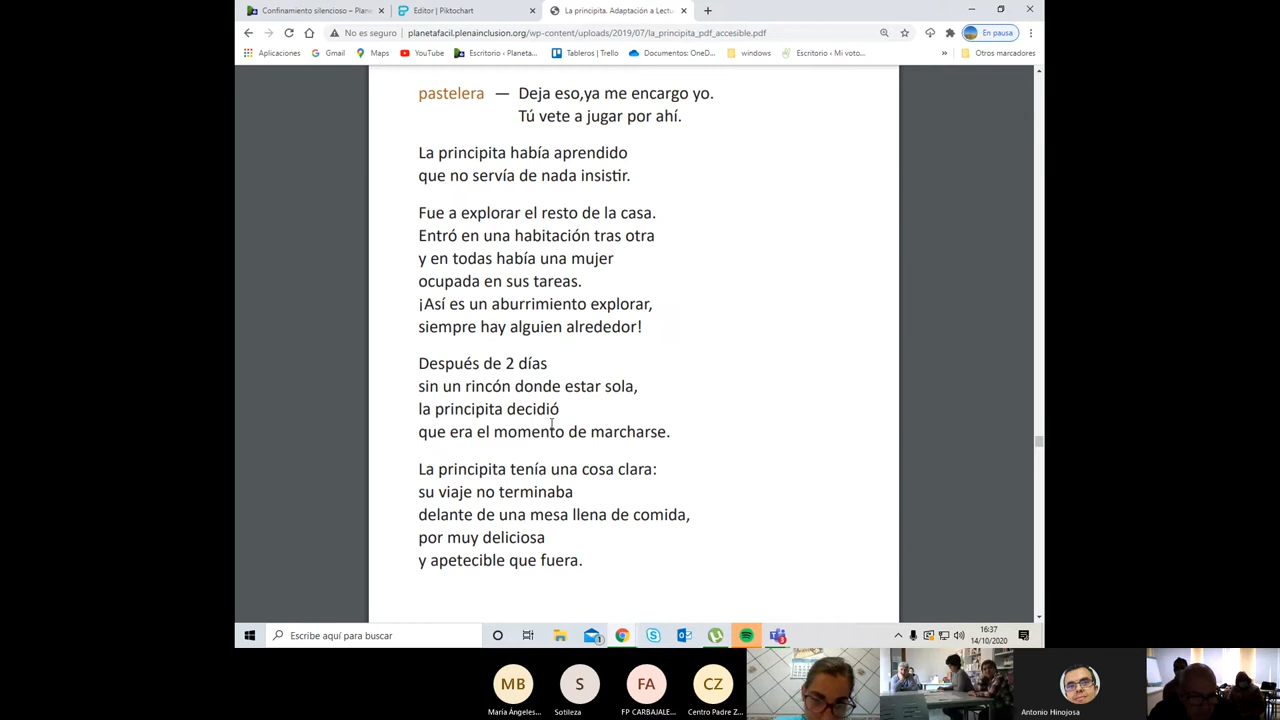 Confinamiento silencioso – Plane
Editor | Piktochart
La principita. Adaptación a Lectu
No es seguro
planetafacil.plenainclusion.org/wp-content/uploads/2019/07/la_principita_pdf_accesible.pdf
En pausa
Aplicaciones
Gmail
Maps
YouTube
Escritorio ‹ Planeta...
Tableros | Trello
Documentos: OneD...
windows
Escritorio ‹ Mi voto...
Otros marcadores
pastelera — Deja eso,ya me encargo yo.
Tú vete a jugar por ahí.
La principita había aprendido
que no servía de nada insistir.
Fue a explorar el resto de la casa.
Entró en una habitación tras otra
y en todas había una mujer
ocupada en sus tareas.
¡Así es un aburrimiento explorar,
siempre hay alguien alrededor!
Después de 2 días
sin un rincón donde estar sola,
la principita decidió
que era el momento de marcharse.
La principita tenía una cosa clara:
su viaje no terminaba
delante de una mesa llena de comida,
por muy deliciosa
y apetecible que fuera.
Escribe aquí para buscar
16:37
14/10/2020
MB
S
FA
CZ
María Ángeles...
Sotileza
FP CARBAJALE...
Centro Padre Z...
Antonio Hinojosa